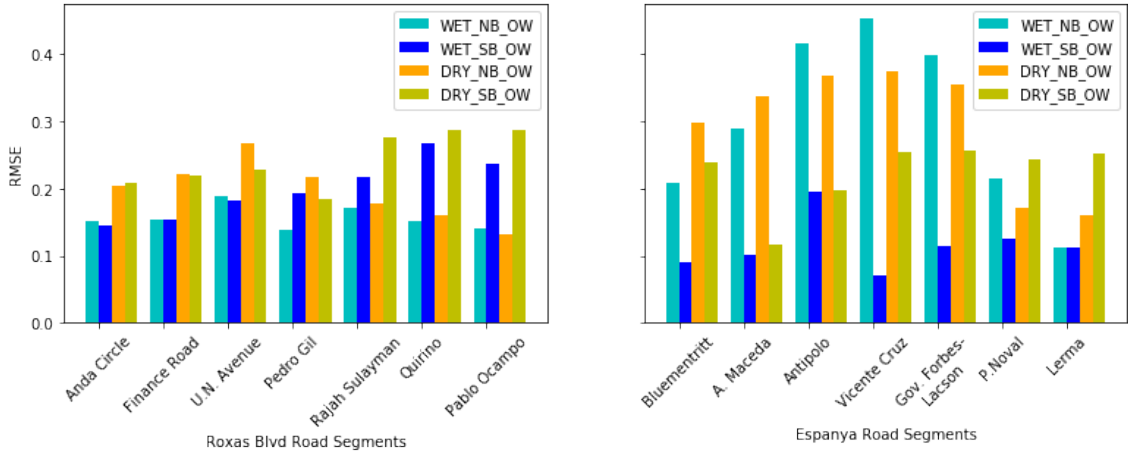 RMSE
0.4
0.3
0.2
0.1
0.0
WET_NB_OW
WET_SB_OW
DRY_NB_OW
DRY_SB_OW
Anda Circle
Finance Road
U.N. Avenue
Pedro Gil
Rajah Sulayman
Quirino
Pablo Ocampo
Roxas Blvd Road Segments
WET_NB_OW
WET_SB_OW
DRY_NB_OW
DRY_SB_OW
Bluementritt
A. Maceda
Antipolo
Vicente Cruz
Gov. Forbes-
Lacson
P.Noval
Lerma
Espanya Road Segments